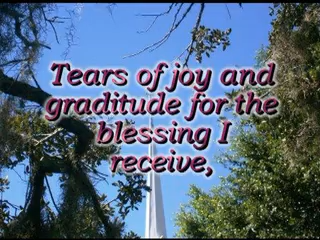 Tears of joy and
graditude for the
blessing I
receive,